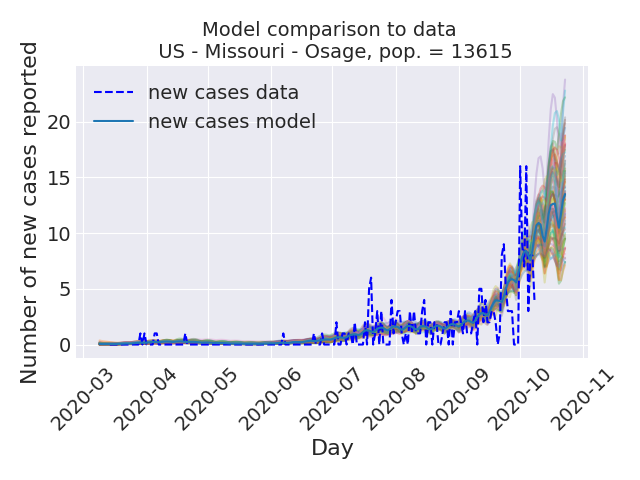 Model comparison to data
US - Missouri - Osage, pop. = 13615
Number of new cases reported
new cases data
new cases model
20
15
10
5
0
2020-03
2020-04
2020-05
2020-06
2020-07
2020-08
2020-09
2020-10
2020-11
Day